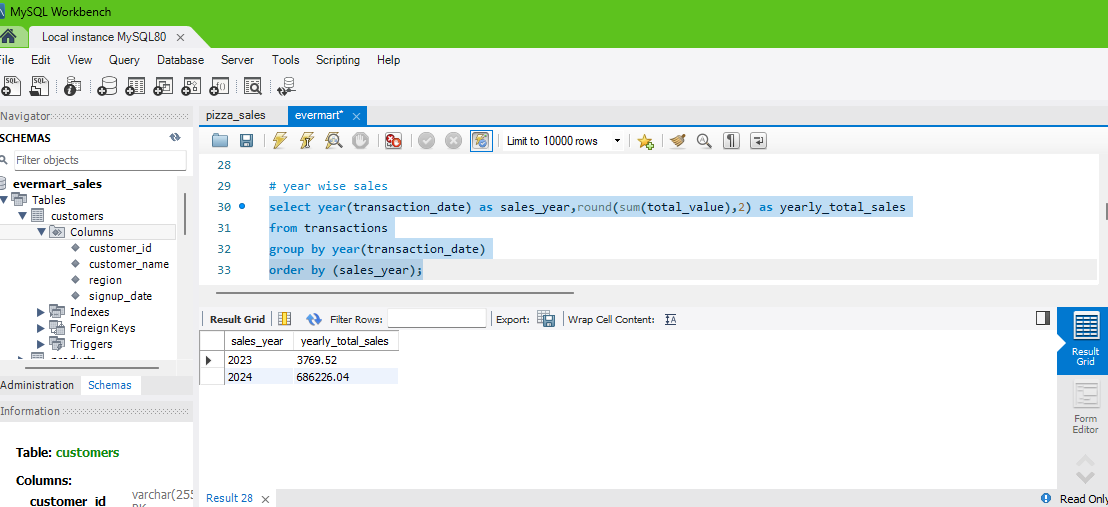 MySQL Workbench
Local instance MySQL80
File Edit View Query Database Server Tools Scripting Help
Navigator
SCHEMAS
Filter objects
evermart_sales
Tables
customers
Columns
customer_id
customer_name
region
signup_date
Indexes
Foreign Keys
Triggers
products
Administration Schemas
Information
Table: customers
Columns:
customer_id varchar(255
PK
pizza_sales evermart*
Limit to 10000 rows
28
29 # year wise sales
30 select year(transaction_date) as sales_year,round(sum(total_value),2) as yearly_total_sales
31 from transactions
32 group by year(transaction_date)
33 order by (sales_year);
Result Grid Filter Rows: Export: Wrap Cell Content: IA
sales_year yearly_total_sales
2023 3769.52
2024 686226.04
Result
Grid
Form
Editor
Result 28
Read Only